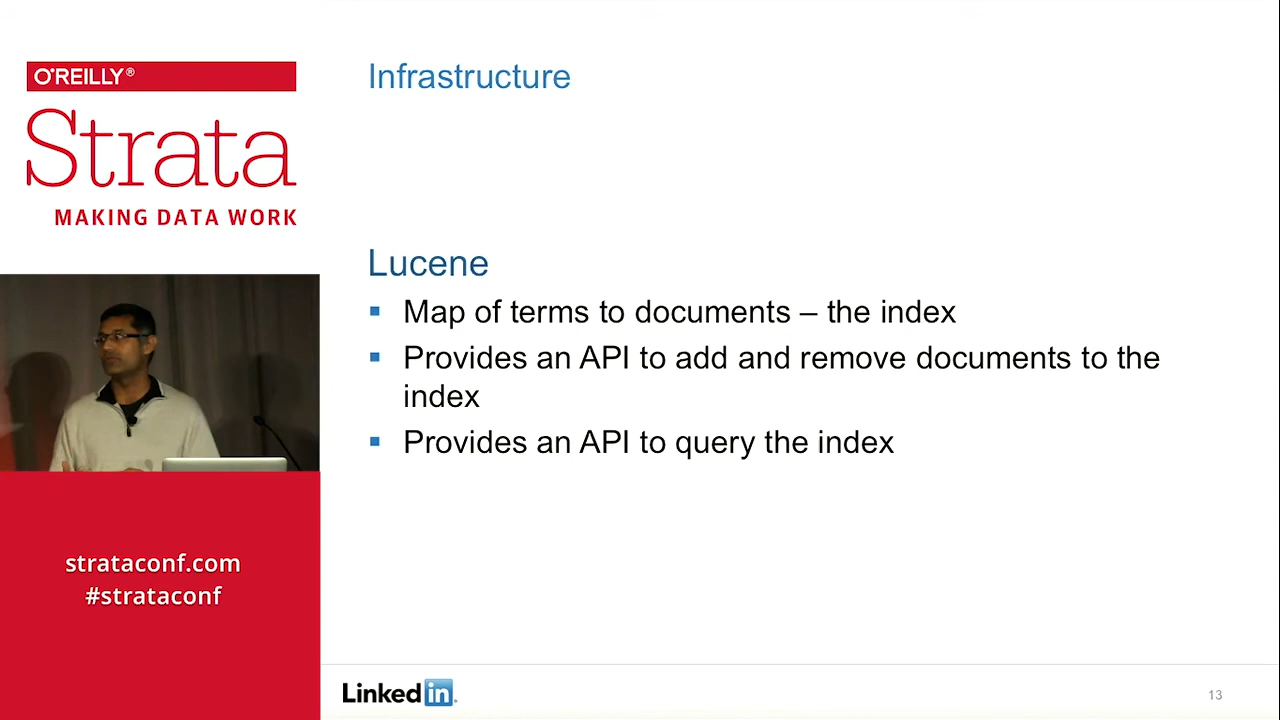 O'REILLY®
Strata
MAKING DATA WORK
strataconf.com
#strataconf
Infrastructure
Lucene
▪ Map of terms to documents – the index
▪ Provides an API to add and remove documents to the
index
▪ Provides an API to query the index
Linked in.
13